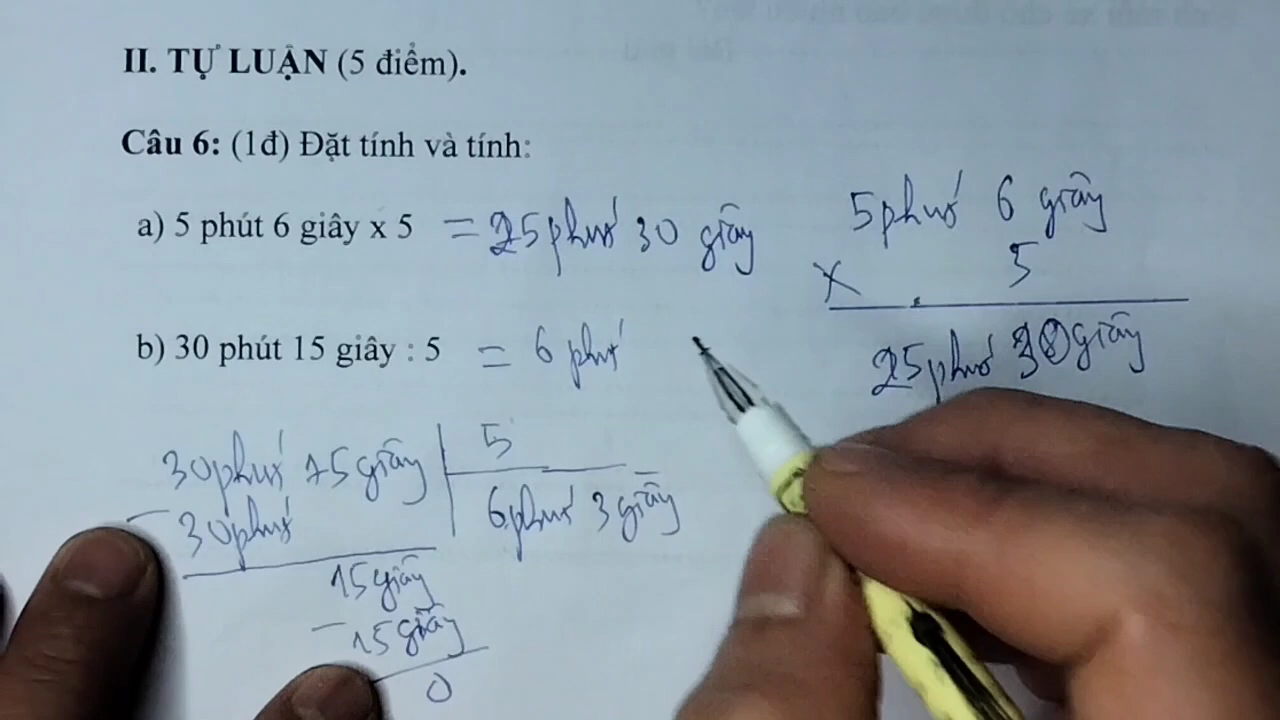 II. TỰ LUẬN (5 điểm).
Câu 6: (1đ) Đặt tính và tính:
a) 5 phút 6 giây x 5 = 25 phút 30 giây
5 phút 6 giây
x 5
25 phút 30 giây
b) 30 phút 15 giây : 5 = 6 phút
30 phút 15 giây 5
- 30 phút 6 phút 3 giây
15 giây
- 15 giây
0